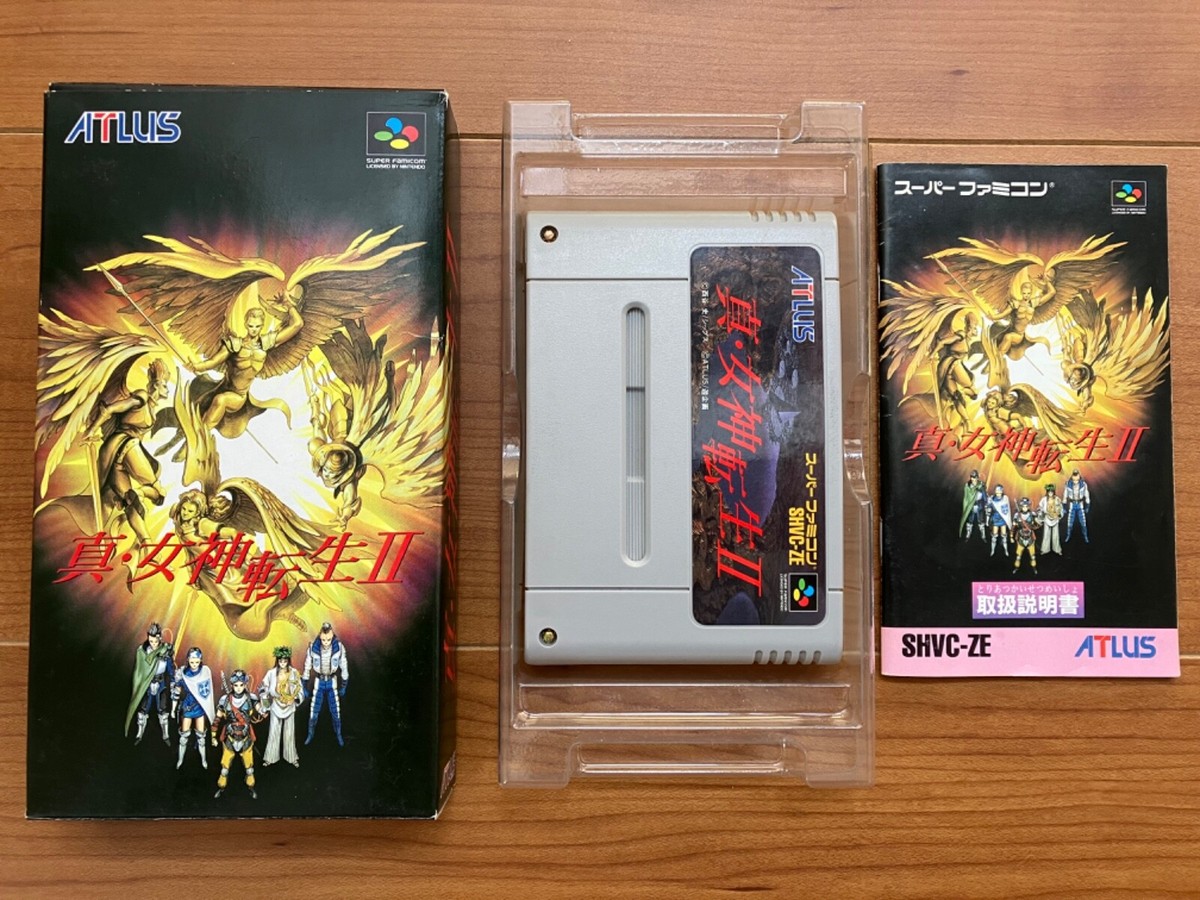 ATLUS
SUPER FAMICOM
LICENSED BY NINTENDO
真・女神転生II
ATLUS
真・女神転生II
©ATLUS
スーパーファミコン
SHVC-ZE
スーパーファミコン®
SUPER FAMICOM
真・女神転生II
とりあつかいせつめいしょ
取扱説明書
SHVC-ZE
ATLUS